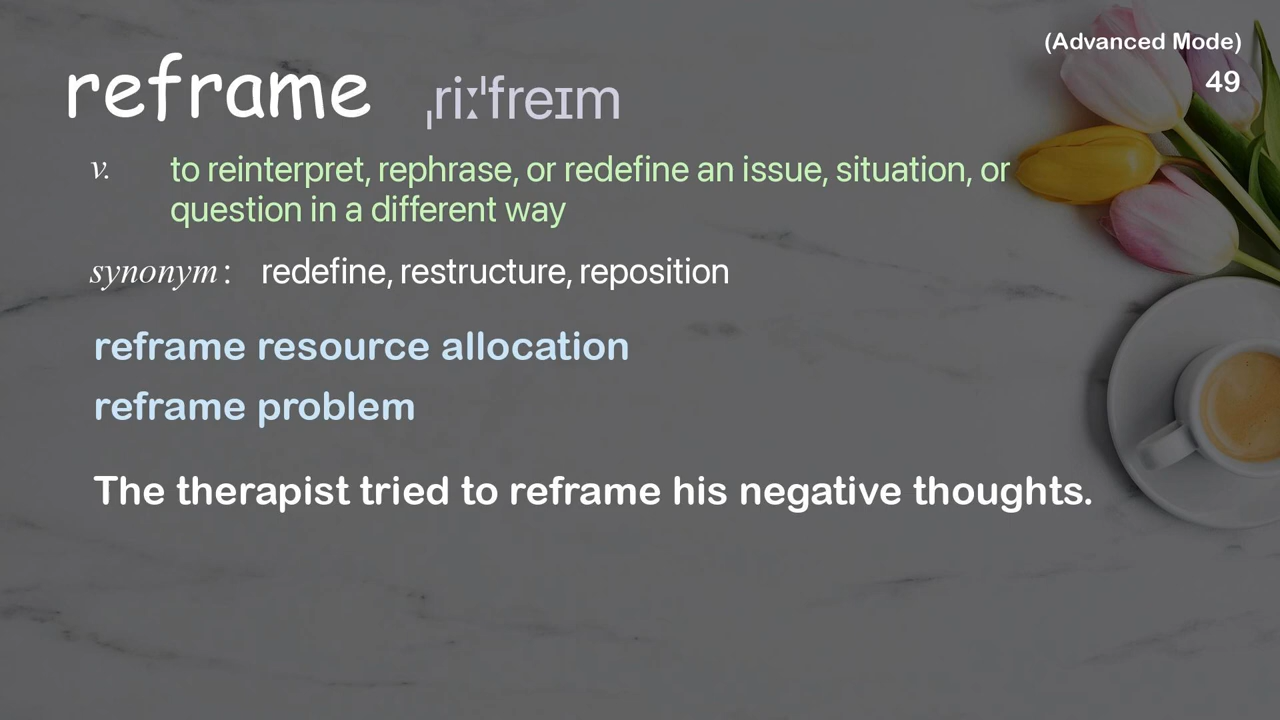 (Advanced Mode)
49
reframe ˌriːˈfreɪm
v. to reinterpret, rephrase, or redefine an issue, situation, or
question in a different way
synonym: redefine, restructure, reposition
reframe resource allocation
reframe problem
The therapist tried to reframe his negative thoughts.